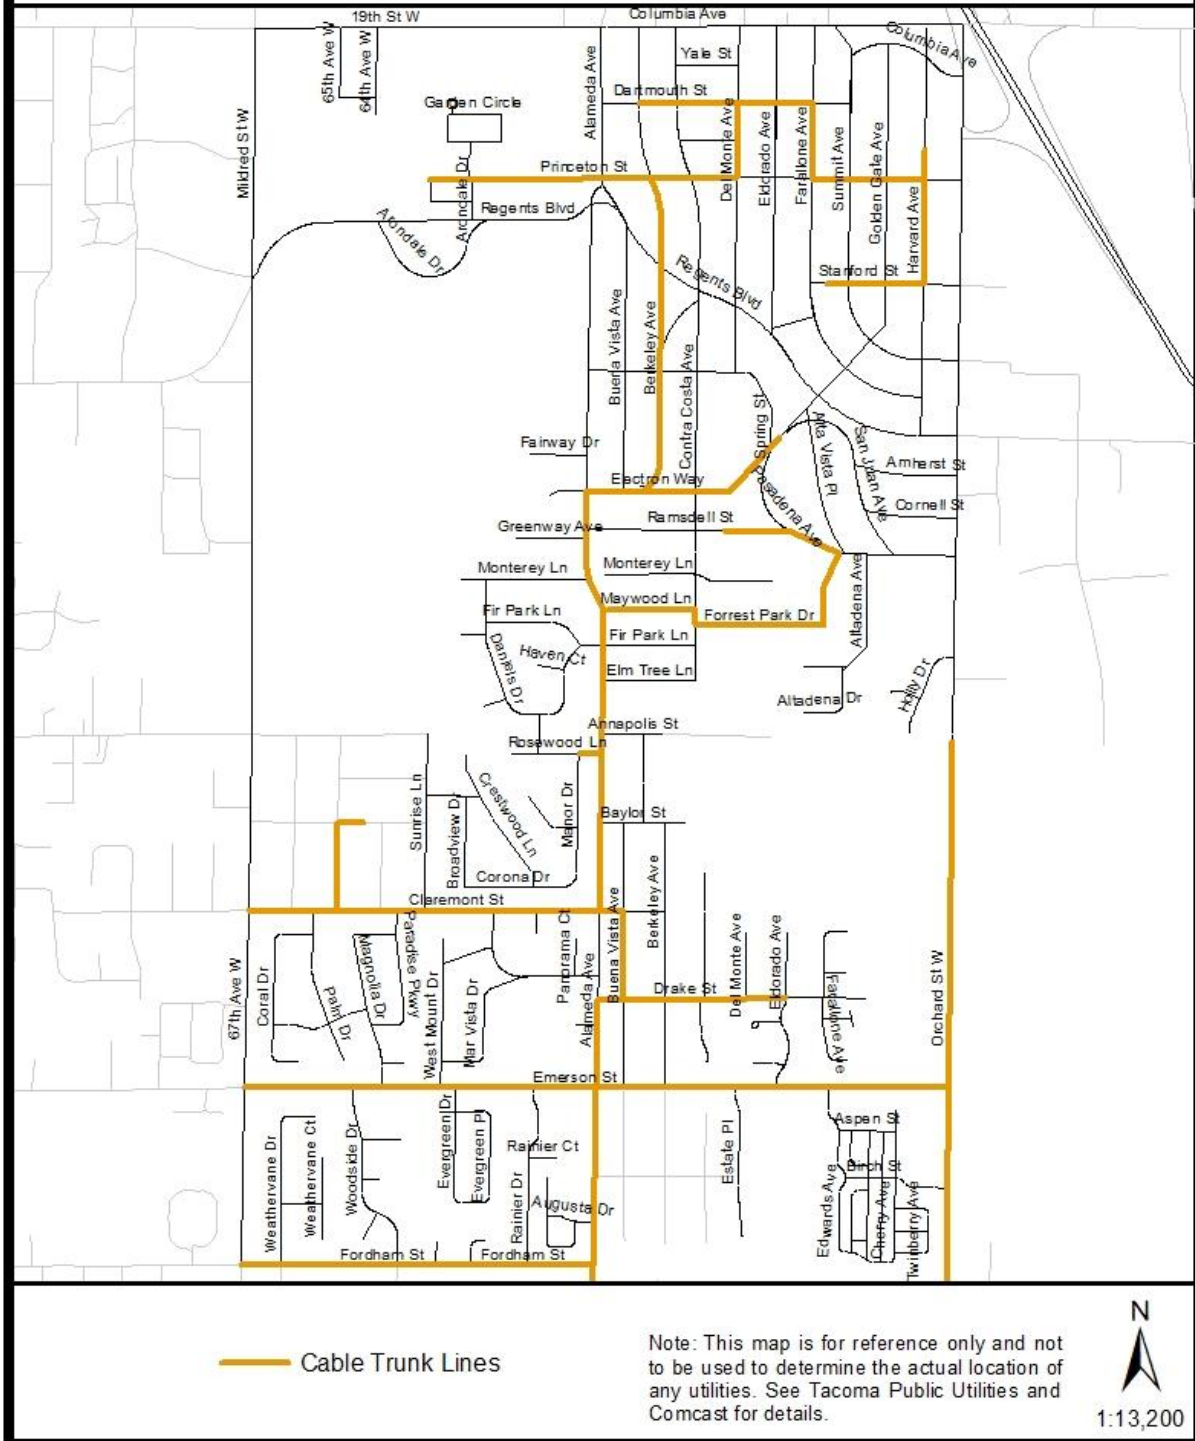 19th St W
Columbia Ave
65th Ave W
64th Ave W
Alameda Ave
Yale St
Columbia Ave
Garden Circle
Dartmouth St
Mildred St W
Del Monte Ave
Eldorado Ave
Farallone Ave
Summit Ave
Golden Gate Ave
Harvard Ave
Princeton St
Arondale Dr
Regents Blvd
Arondale Dr
Regents Blvd
Stanford St
Buena Vista Ave
Berkeley Ave
Contra Costa Ave
Spring St
Alta Vista Pl
San Juan Ave
Fairway Dr
Amherst St
Electron Way
Pasadena Ave
Cornell St
Greenway Ave
Ramsdell St
Monterey Ln
Monterey Ln
Altadena Ave
Maywood Ln
Fir Park Ln
Forrest Park Dr
Fir Park Ln
Daniels Dr
Haven Ct
Elm Tree Ln
Altadena Dr
Holly Dr
Annapolis St
Rosewood Ln
Sunrise Ln
Broadview Dr
Crestwood Ln
Manor Dr
Baylor St
Corona Dr
Claremont St
Buena Vista Ave
Berkeley Ave
67th Ave W
Coral Dr
Palm Dr
Magnolia Dr
Paradise Pkwy
West Mount Dr
Mar Vista Dr
Panorama Ct
Alameda Ave
Drake St
Del Monte Ave
Eldorado Ave
Farallone Ave
Orchard St W
Emerson St
Weathervane Dr
Weathervane Ct
Woodside Dr
Evergreen Dr
Evergreen Pl
Rainier Ct
Rainier Dr
Augusta Dr
Estate Pl
Aspen St
Birch St
Edwards Ave
Cherry Ave
Twinberry Ave
Fordham St
Fordham St
Cable Trunk Lines
Note: This map is for reference only and not
to be used to determine the actual location of
any utilities. See Tacoma Public Utilities and
Comcast for details.
N
1:13,200